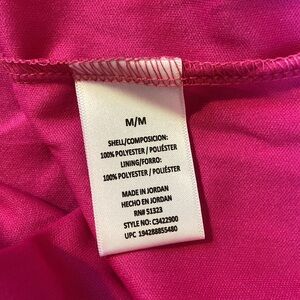 M/M
SHELL/COMPOSICION:
100% POLYESTER / POLIÉSTER
LINING/FORRO:
100% POLYESTER / POLIÉSTER
MADE IN JORDAN
HECHO EN JORDAN
RN# 51323
STYLE NO: C3422900
UPC 194288855480